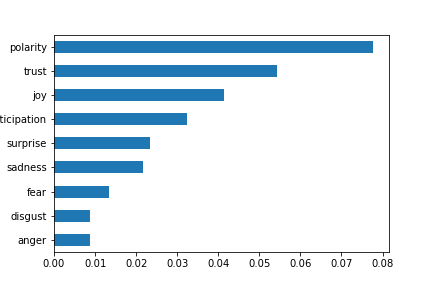 polarity
trust
joy
ticipation
surprise
sadness
fear
disgust
anger
0.00 0.01 0.02 0.03 0.04 0.05 0.06 0.07 0.08